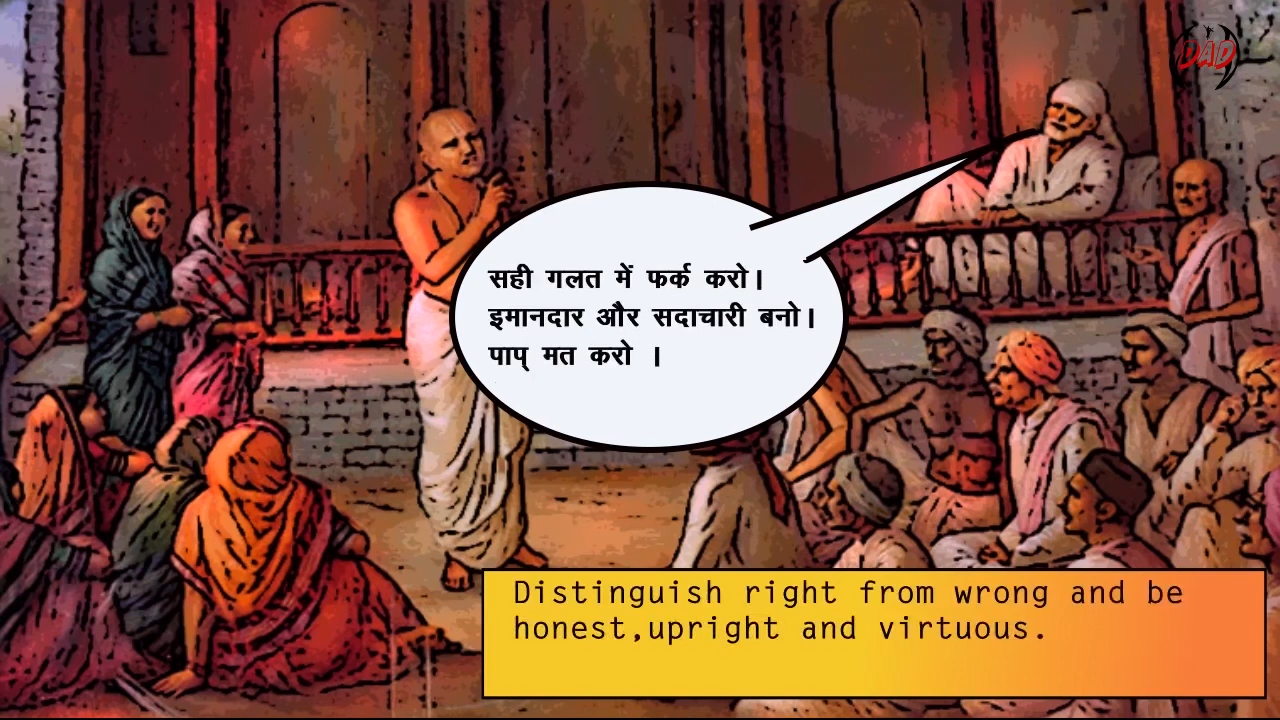 DAD
सही गलत में फर्क करो।
इमानदार और सदाचारी बनो।
पाप् मत करो ।
Distinguish right from wrong and be
honest,upright and virtuous.